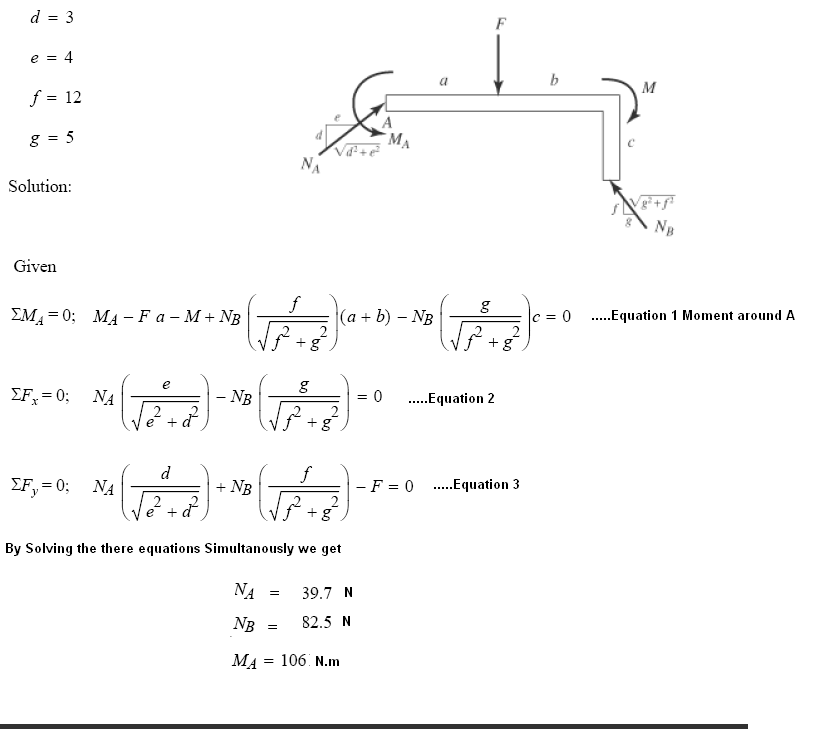 d = 3
e = 4
f = 12
g = 5
Solution:
F
a
b
M
e
A
d
M_A
√(d² + e²)
c
N_A
f
√(g² + f²)
g
N_B
Given
ΣM_A = 0; M_A − F a − M + N_B (f / √(f² + g²)) (a + b) − N_B (g / √(f² + g²)) c = 0 .....Equation 1 Moment around A
ΣF_x = 0; N_A (e / √(e² + d²)) − N_B (g / √(f² + g²)) = 0 .....Equation 2
ΣF_y = 0; N_A (d / √(e² + d²)) + N_B (f / √(f² + g²)) − F = 0 .....Equation 3
By Solving the there equations Simultanously we get
N_A = 39.7 N
N_B = 82.5 N
M_A = 106 N.m